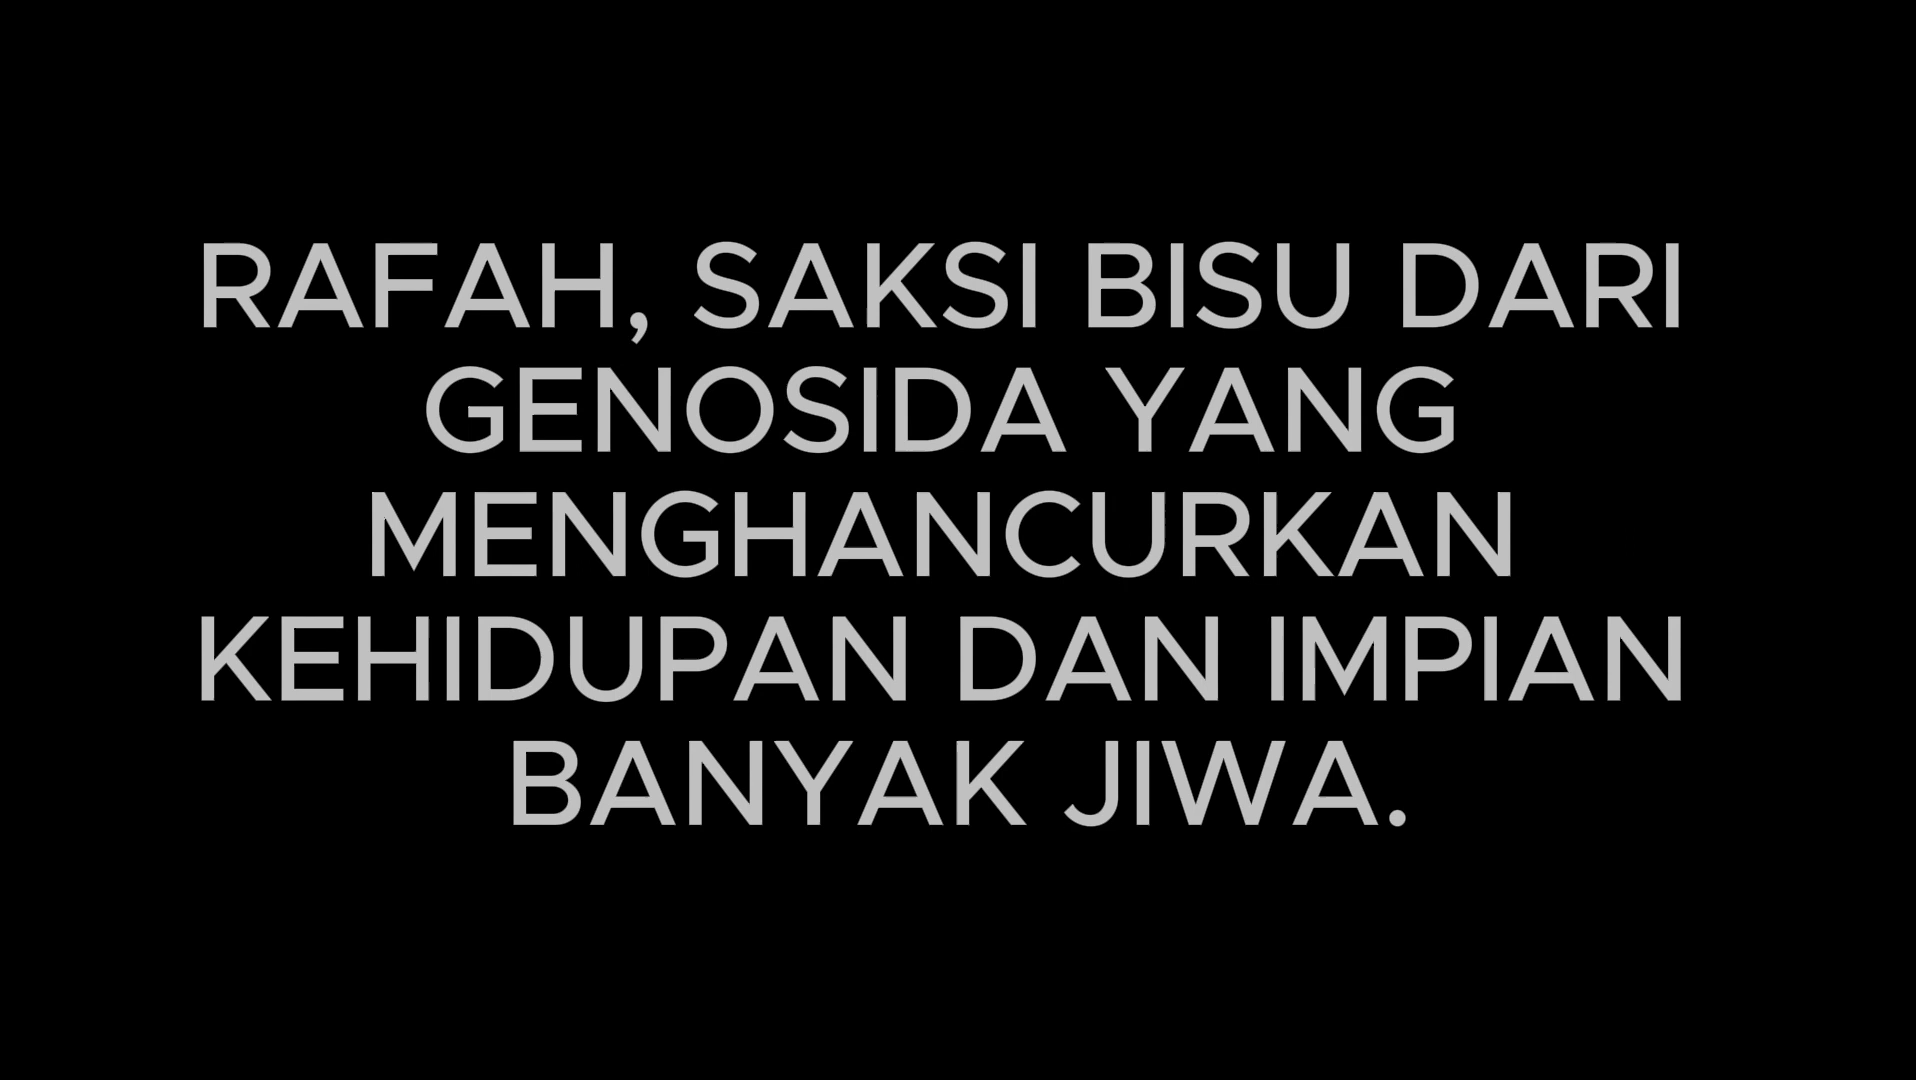 RAFAH, SAKSI BISU DARI
GENOSIDA YANG
MENGHANCURKAN
KEHIDUPAN DAN IMPIAN
BANYAK JIWA.